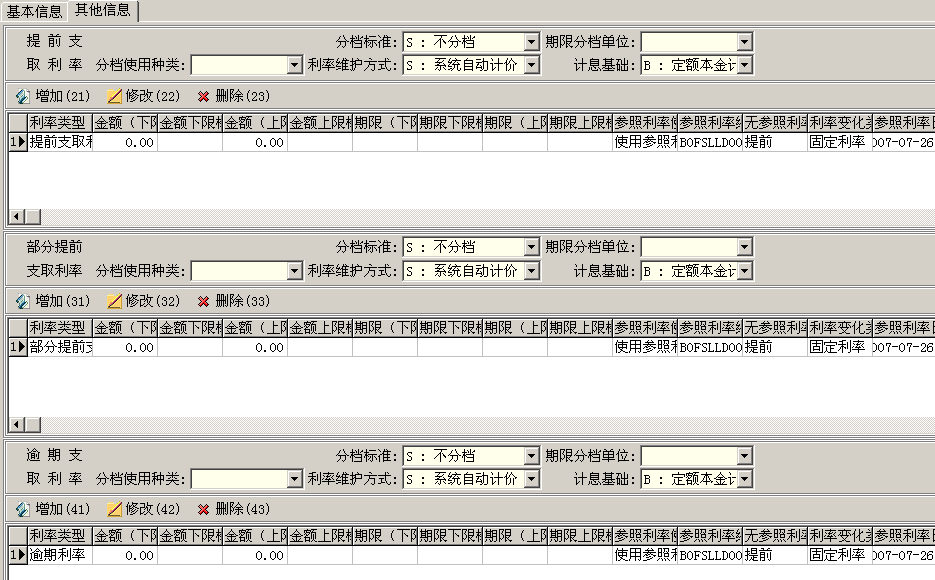 基本信息 其他信息
提 前 支 分档标准: S : 不分档 期限分档单位:
取 利 率 分档使用种类: 利率维护方式: S : 系统自动计价 计息基础: B : 定额本金计
增加(21) 修改(22) 删除(23)
利率类型 金额（下限 金额下限 金额（上限 金额上限 期限（下限 期限下限 期限（上限 期限上限 参照利率 参照利率 无参照利率 利率变化 参照利率
1 提前支取利 0.00 0.00 使用参照利 BOFSLLD00 提前 固定利率 007-07-26
部分提前 分档标准: S : 不分档 期限分档单位:
支取利率 分档使用种类: 利率维护方式: S : 系统自动计价 计息基础: B : 定额本金计
增加(31) 修改(32) 删除(33)
利率类型 金额（下限 金额下限 金额（上限 金额上限 期限（下限 期限下限 期限（上限 期限上限 参照利率 参照利率 无参照利率 利率变化 参照利率
1 部分提前支 0.00 0.00 使用参照利 BOFSLLD00 提前 固定利率 007-07-26
逾 期 支 分档标准: S : 不分档 期限分档单位:
取 利 率 分档使用种类: 利率维护方式: S : 系统自动计价 计息基础: B : 定额本金计
增加(41) 修改(42) 删除(43)
利率类型 金额（下限 金额下限 金额（上限 金额上限 期限（下限 期限下限 期限（上限 期限上限 参照利率 参照利率 无参照利率 利率变化 参照利率
1 逾期利率 0.00 0.00 使用参照利 BOFSLLD00 提前 固定利率 007-07-26